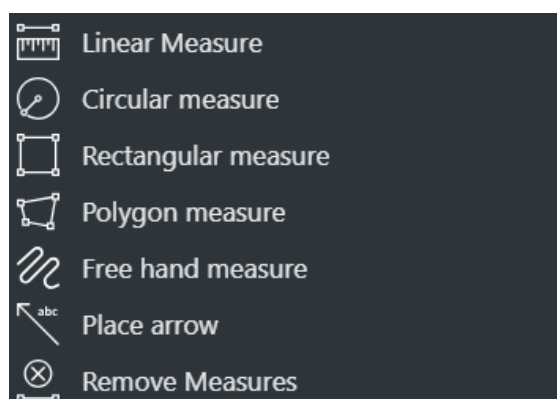 Linear Measure
Circular measure
Rectangular measure
Polygon measure
Free hand measure
abc
Place arrow
Remove Measures